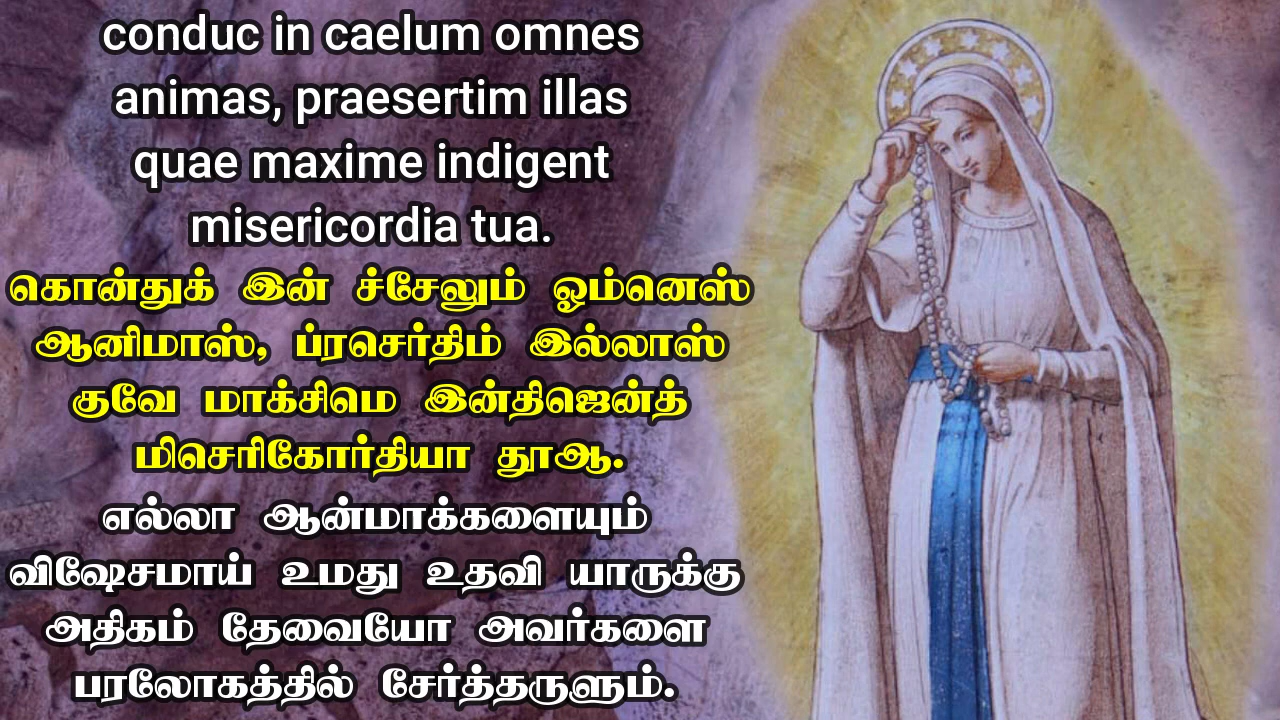 conduc in caelum omnes
animas, praesertim illas
quae maxime indigent
misericordia tua.
கொன்துக் இன் ச்சேலும் ஓம்னெஸ்
ஆனிமாஸ், ப்ரசெர்திம் இல்லாஸ்
குவே மாக்சிமெ இன்திஜென்த்
மிசெரிகோர்தியா தூஆ.
எல்லா ஆன்மாக்களையும்
விஷேசமாய் உமது உதவி யாருக்கு
அதிகம் தேவையோ அவர்களை
பரலோகத்தில் சேர்த்தருளும்.